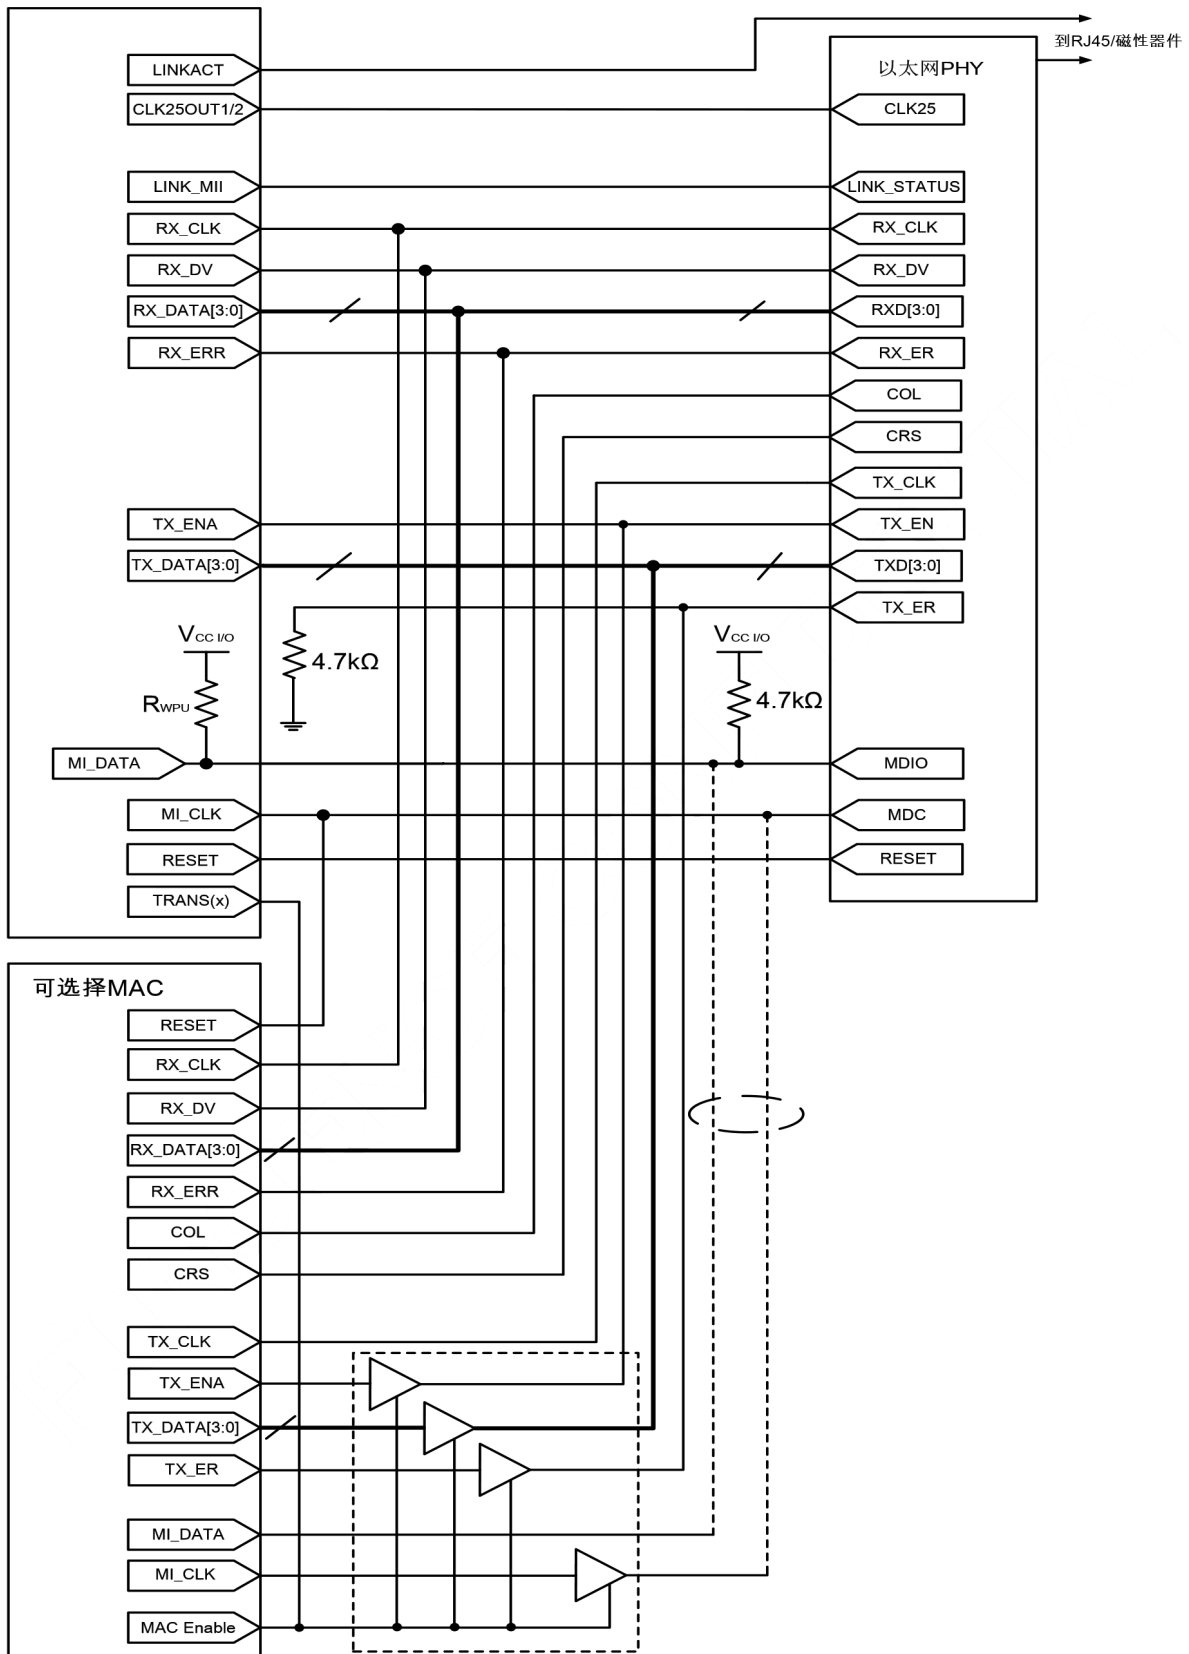 到RJ45/磁性器件
LINKACT
CLK25OUT1/2
LINK_MII
RX_CLK
RX_DV
RX_DATA[3:0]
RX_ERR
TX_ENA
TX_DATA[3:0]
VCC I/O
RWPU
4.7kΩ
MI_DATA
MI_CLK
RESET
TRANS(x)
以太网PHY
CLK25
LINK_STATUS
RX_CLK
RX_DV
RXD[3:0]
RX_ER
COL
CRS
TX_CLK
TX_EN
TXD[3:0]
TX_ER
VCC I/O
4.7kΩ
MDIO
MDC
RESET
可选择MAC
RESET
RX_CLK
RX_DV
RX_DATA[3:0]
RX_ERR
COL
CRS
TX_CLK
TX_ENA
TX_DATA[3:0]
TX_ER
MI_DATA
MI_CLK
MAC Enable